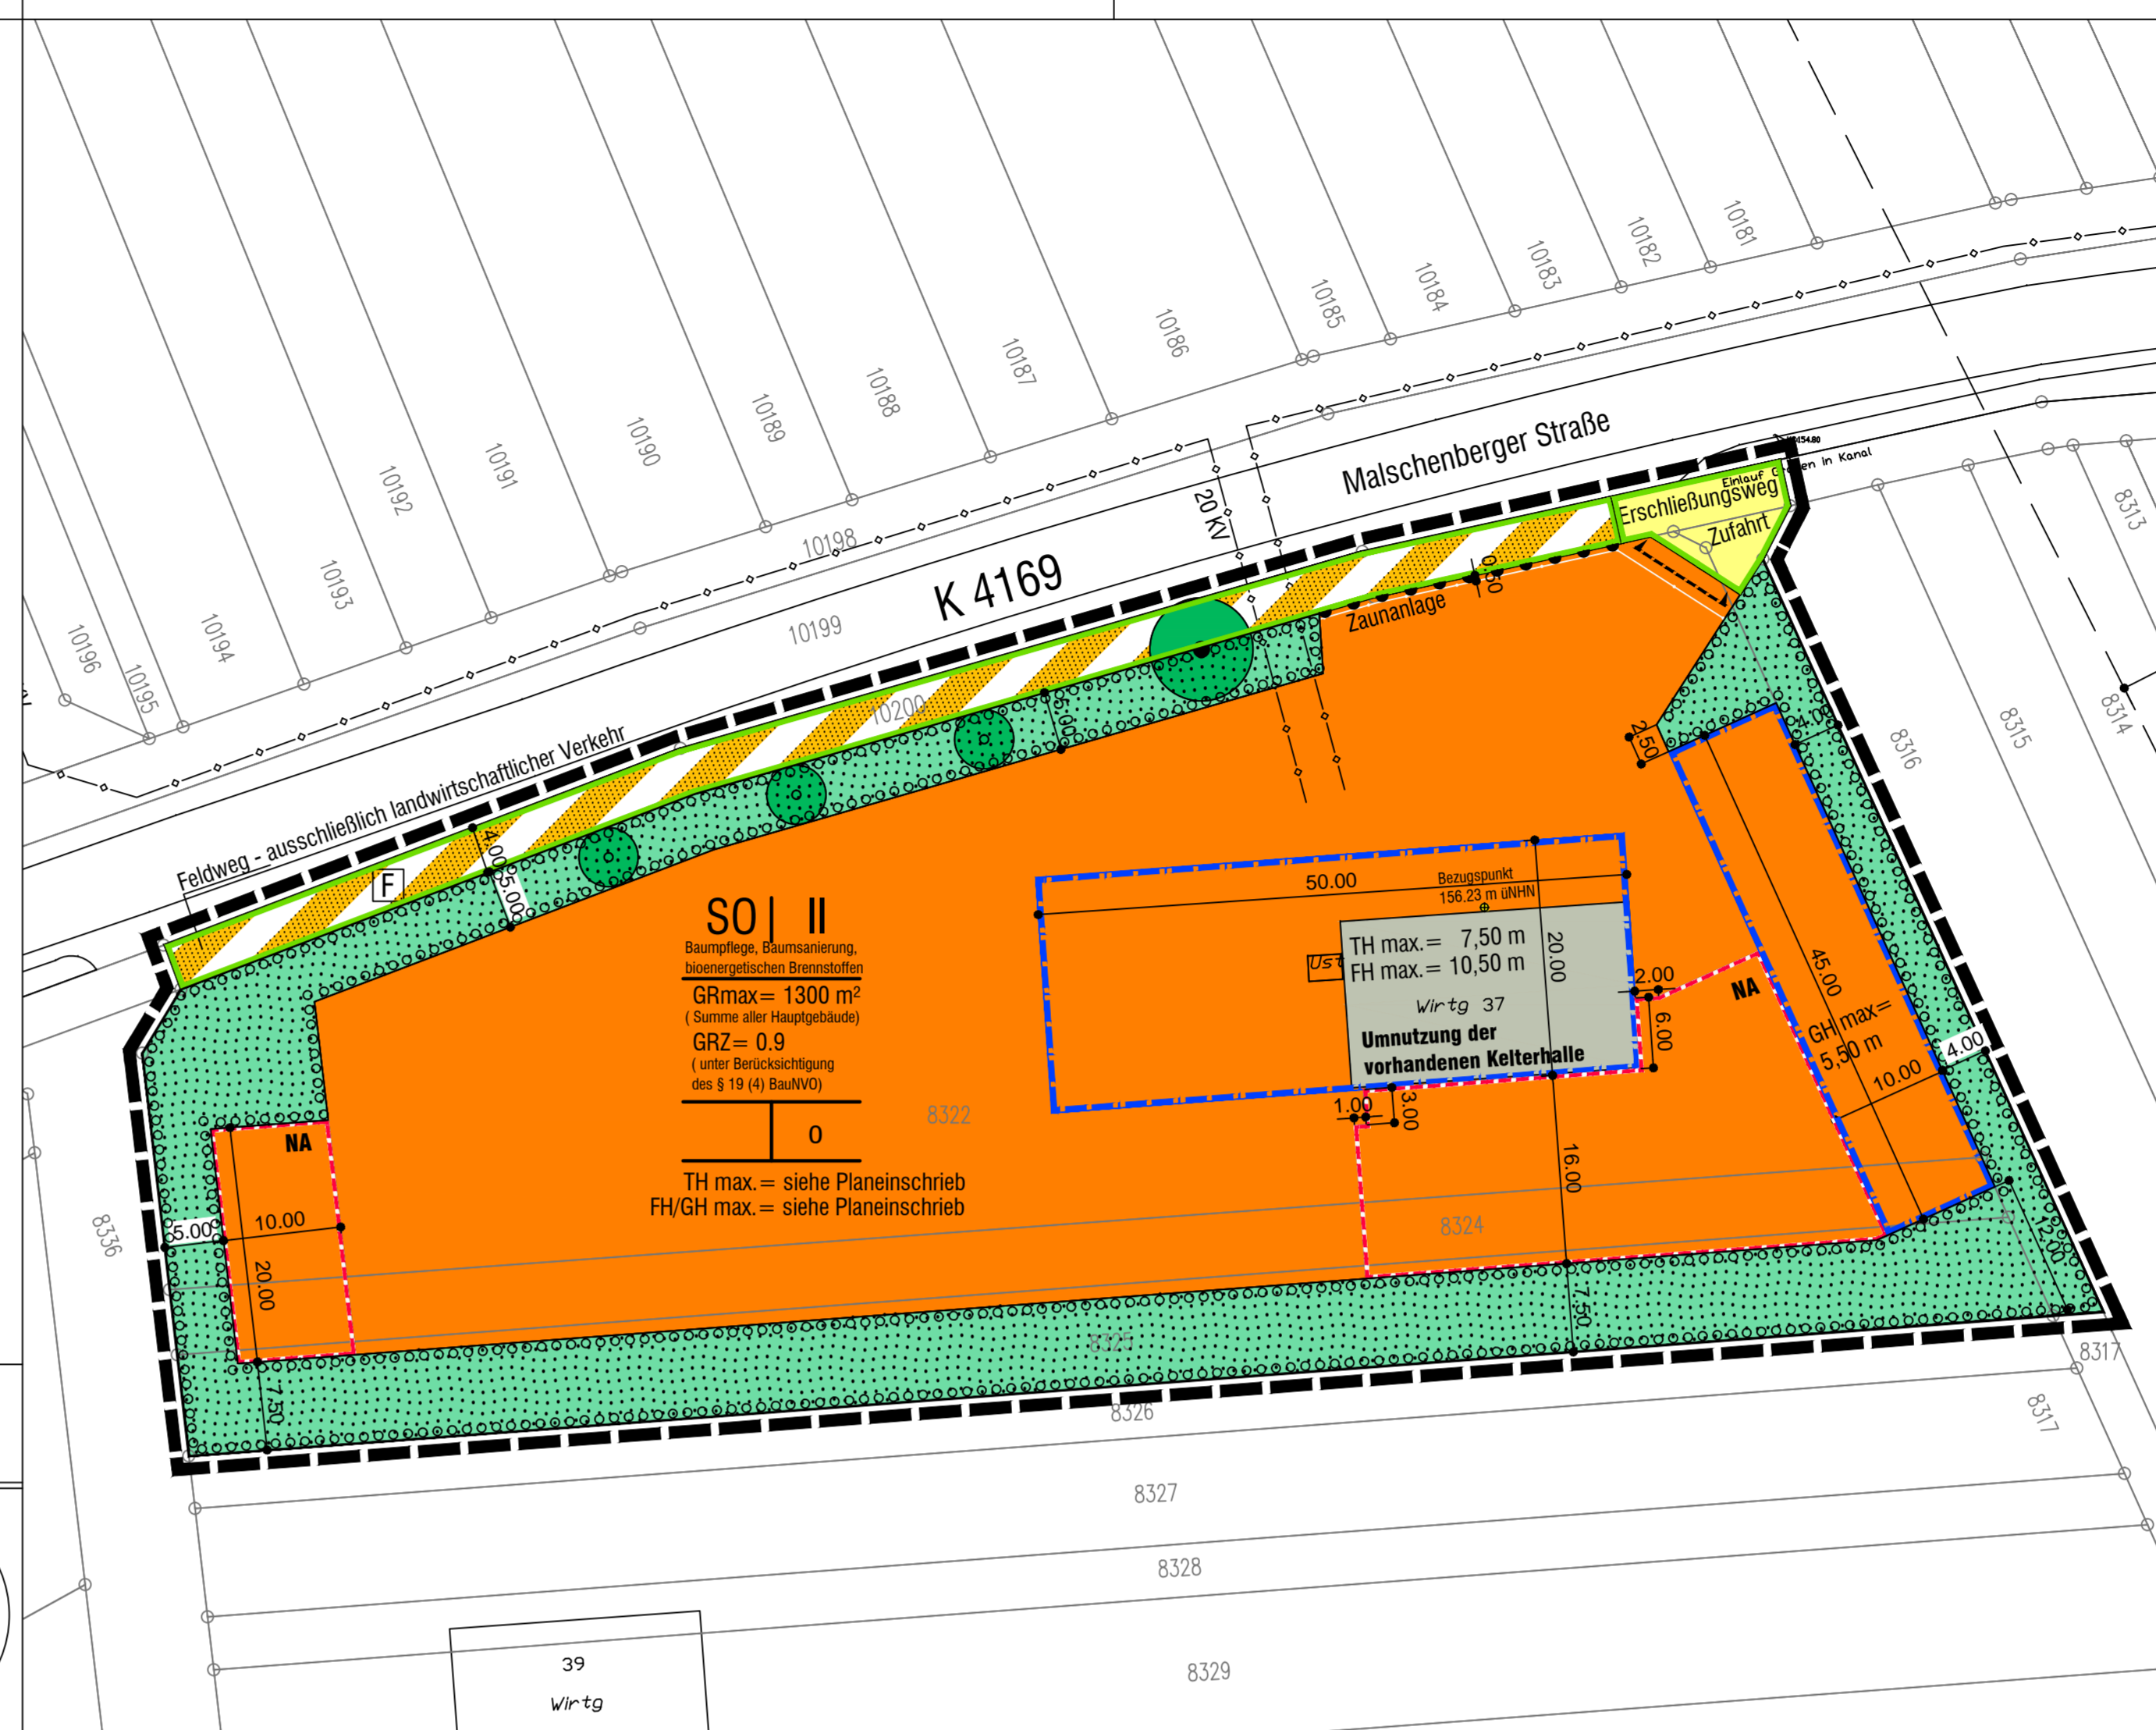 10181
10182
10183
10184
10185
10186
10187
10188
10189
10190
10191
10192
10193
10194
10195
10196
10198
10199
10200
8313
8314
8315
8316
Malschenberger Straße
K 4169
20 KV
Einlauf Graben in Kanal
Erschließungsweg
Zufahrt
0.50
Zaunanlage
Feldweg - ausschließlich landwirtschaftlicher Verkehr
F
4.00
5.00
5.00
2.50
4.00
SO II
Baumpflege, Baumsanierung,
bioenergetischen Brennstoffen
GRmax= 1300 m²
( Summe aller Hauptgebäude)
GRZ= 0.9
( unter Berücksichtigung
des § 19 (4) BauNVO)
O
TH max.= siehe Planeinschrieb
FH/GH max.= siehe Planeinschrieb
50.00
Bezugspunkt
156.23 m üNHN
Ust
TH max.= 7,50 m
FH max.= 10,50 m
20.00
Wirtg 37
Umnutzung der
vorhandenen Kelterhalle
2.00
6.00
NA
45.00
GH max=
5,50 m
10.00
4.00
1.00
3.00
16.00
12.00
7.50
NA
5.00
10.00
20.00
7.50
8322
8324
8325
8326
8327
8328
8329
8336
8317
8317
39
Wirtg